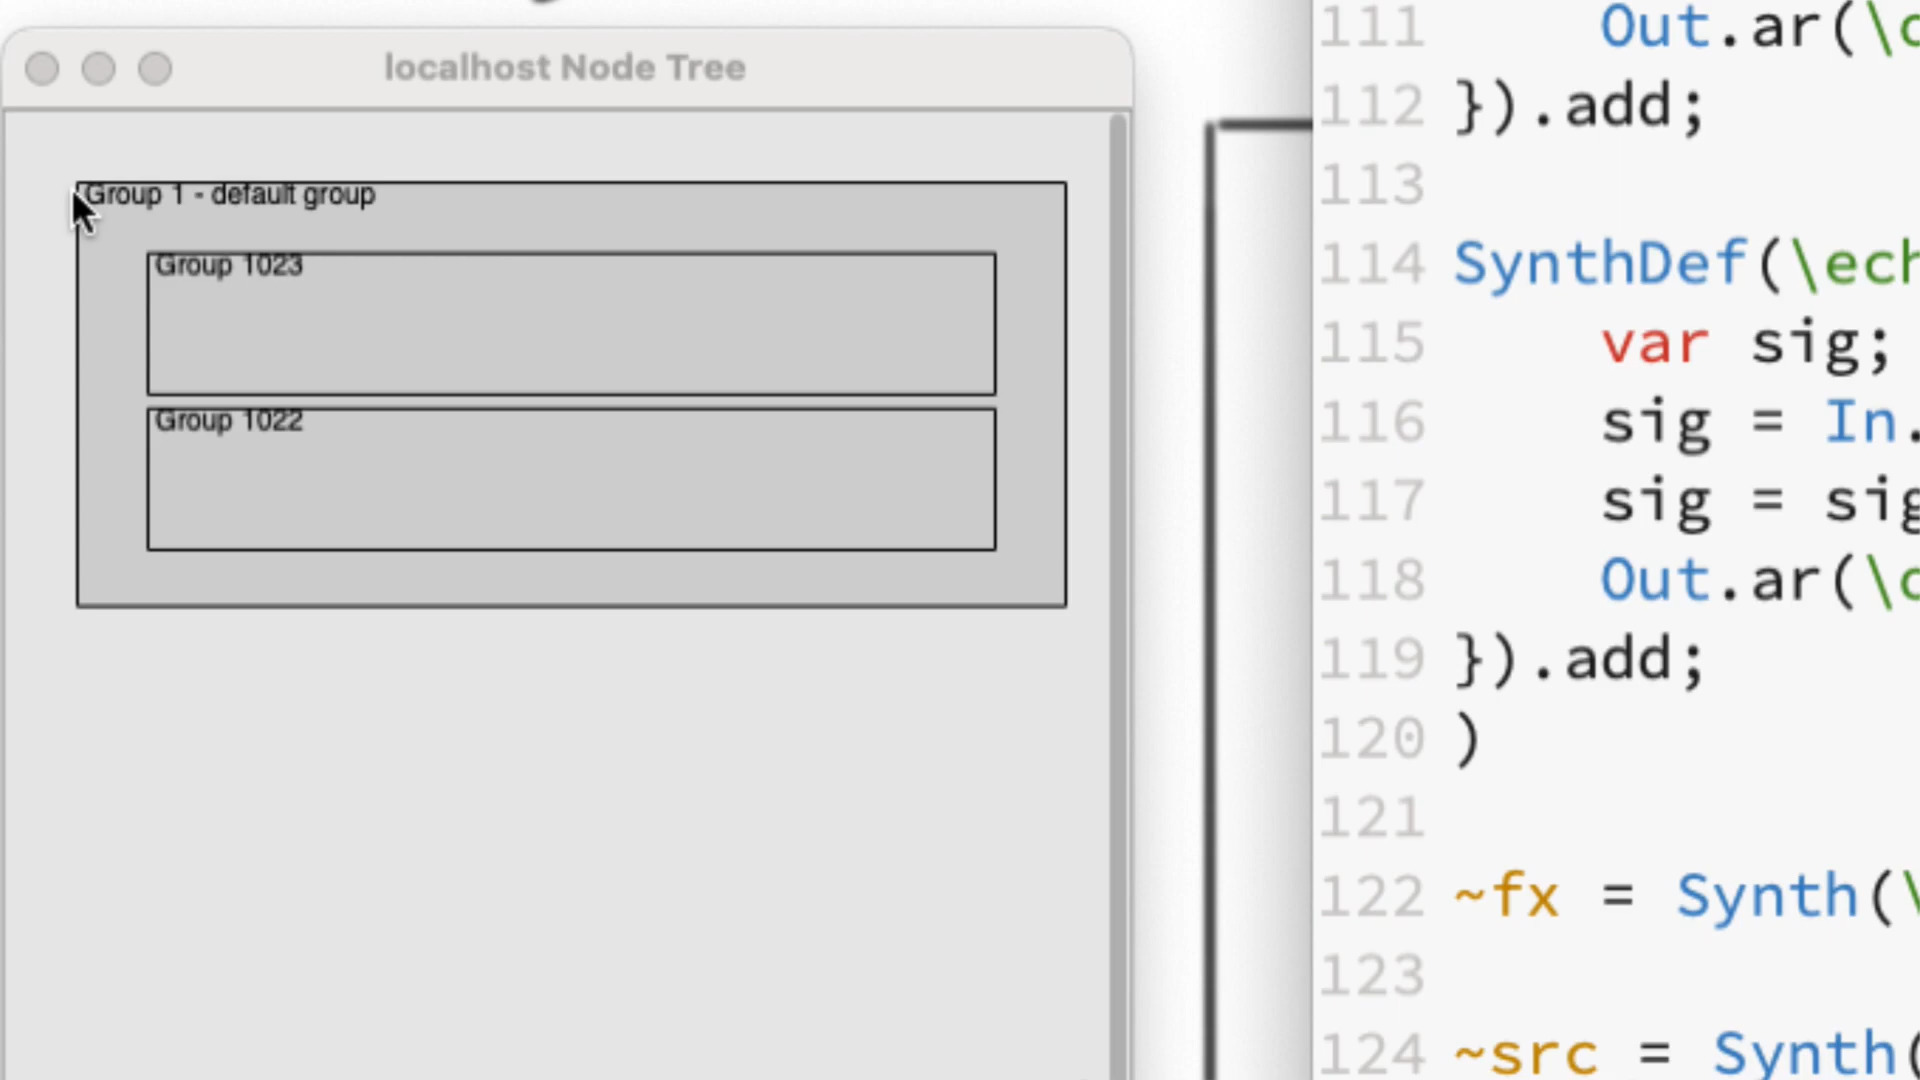 localhost Node Tree
Group 1 - default group
Group 1023
Group 1022
111 Out.ar(\
112 }).add;
113
114 SynthDef(\ech
115 var sig;
116 sig = In.
117 sig = sig
118 Out.ar(\
119 }).add;
120 )
121
122 ~fx = Synth(\
123
124 ~src = Synth(